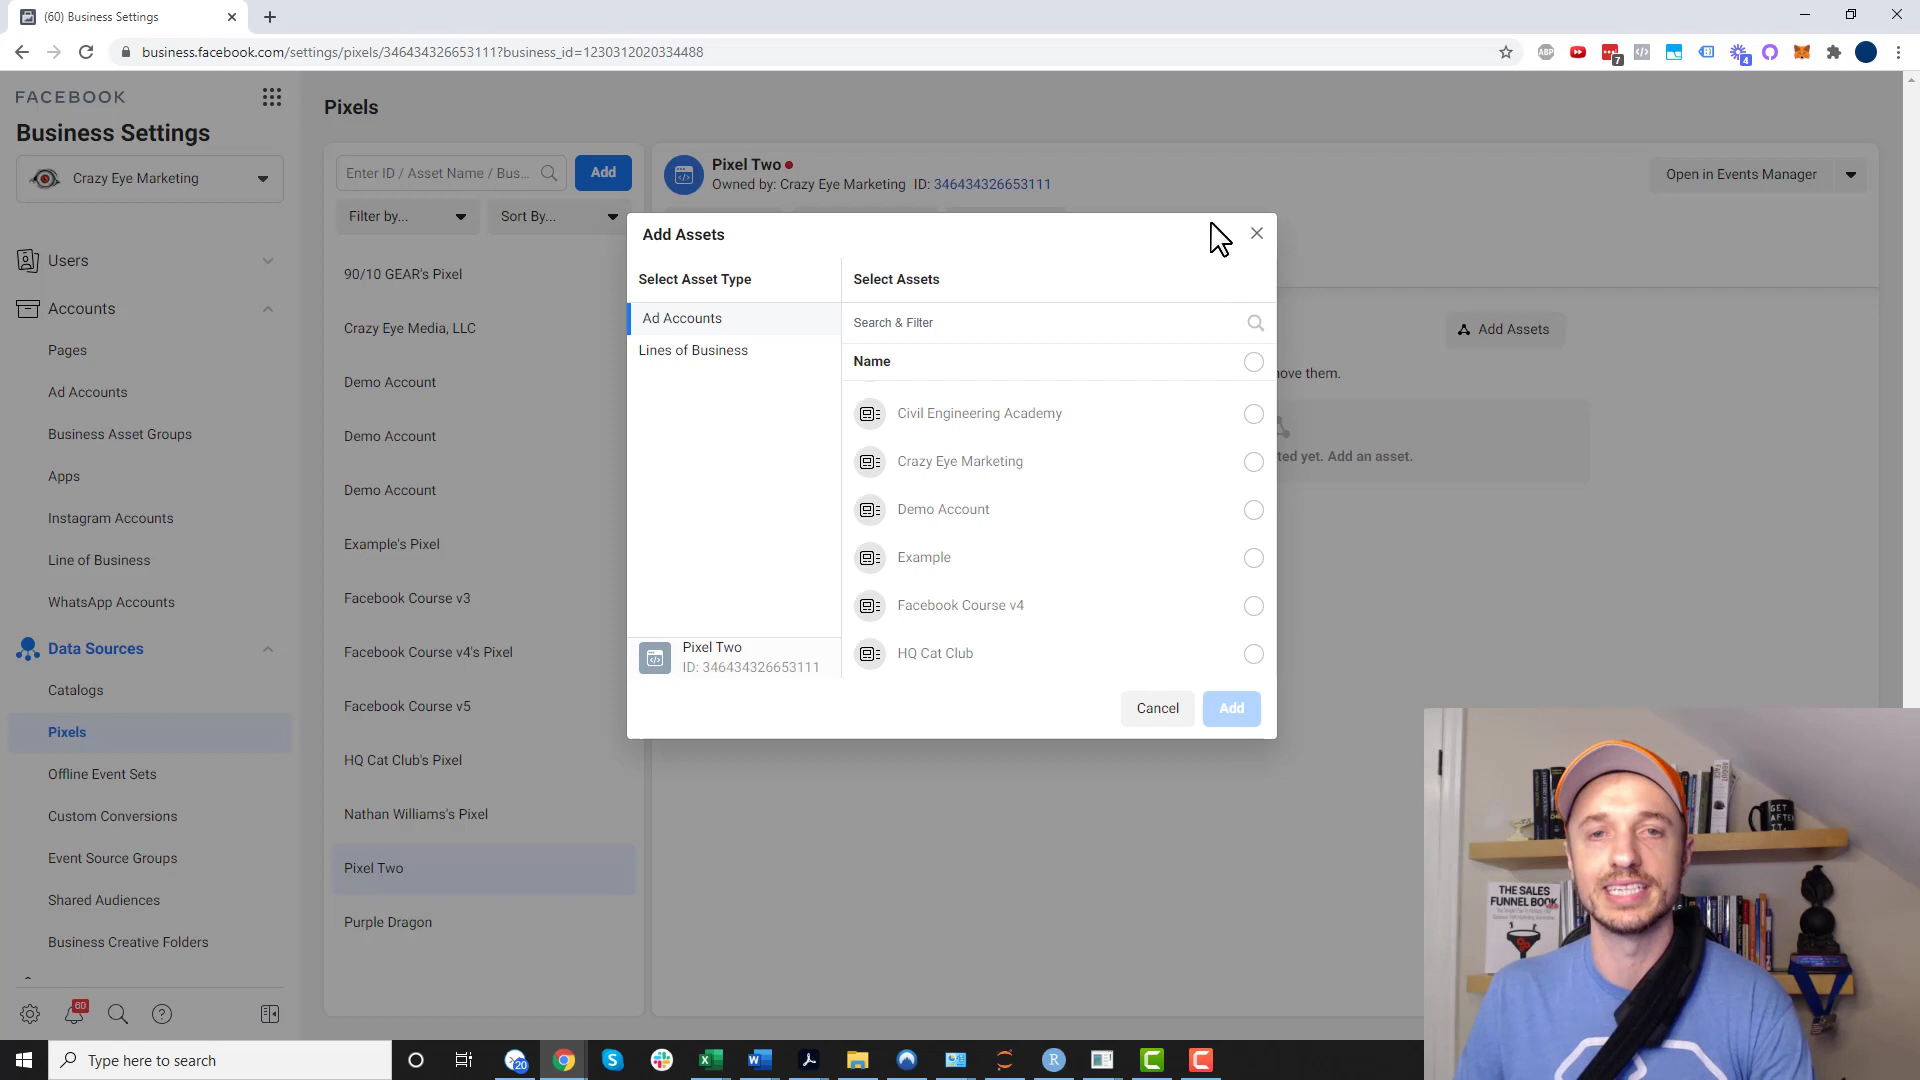 (60) Business Settings
business.facebook.com/settings/pixels/346434326653111?business_id=1230312020334488
ABP
7
4
FACEBOOK
Business Settings
Crazy Eye Marketing
Users
Accounts
Pages
Ad Accounts
Business Asset Groups
Apps
Instagram Accounts
Line of Business
WhatsApp Accounts
Data Sources
Catalogs
Pixels
Offline Event Sets
Custom Conversions
Event Source Groups
Shared Audiences
Business Creative Folders
60
Pixels
Enter ID / Asset Name / Bus...
Add
Filter by...
Sort By...
90/10 GEAR's Pixel
Crazy Eye Media, LLC
Demo Account
Demo Account
Demo Account
Example's Pixel
Facebook Course v3
Facebook Course v4's Pixel
Facebook Course v5
HQ Cat Club's Pixel
Nathan Williams's Pixel
Pixel Two
Purple Dragon
Pixel Two
Owned by: Crazy Eye Marketing ID: 346434326653111
Open in Events Manager
Add Assets
ove them.
ted yet. Add an asset.
Add Assets
Select Asset Type
Ad Accounts
Lines of Business
Pixel Two
ID: 346434326653111
Select Assets
Search & Filter
Name
Civil Engineering Academy
Crazy Eye Marketing
Demo Account
Example
Facebook Course v4
HQ Cat Club
Cancel
Add
GET
AFTER
IT
THE SALES
FUNNEL BOOK
Type here to search
20